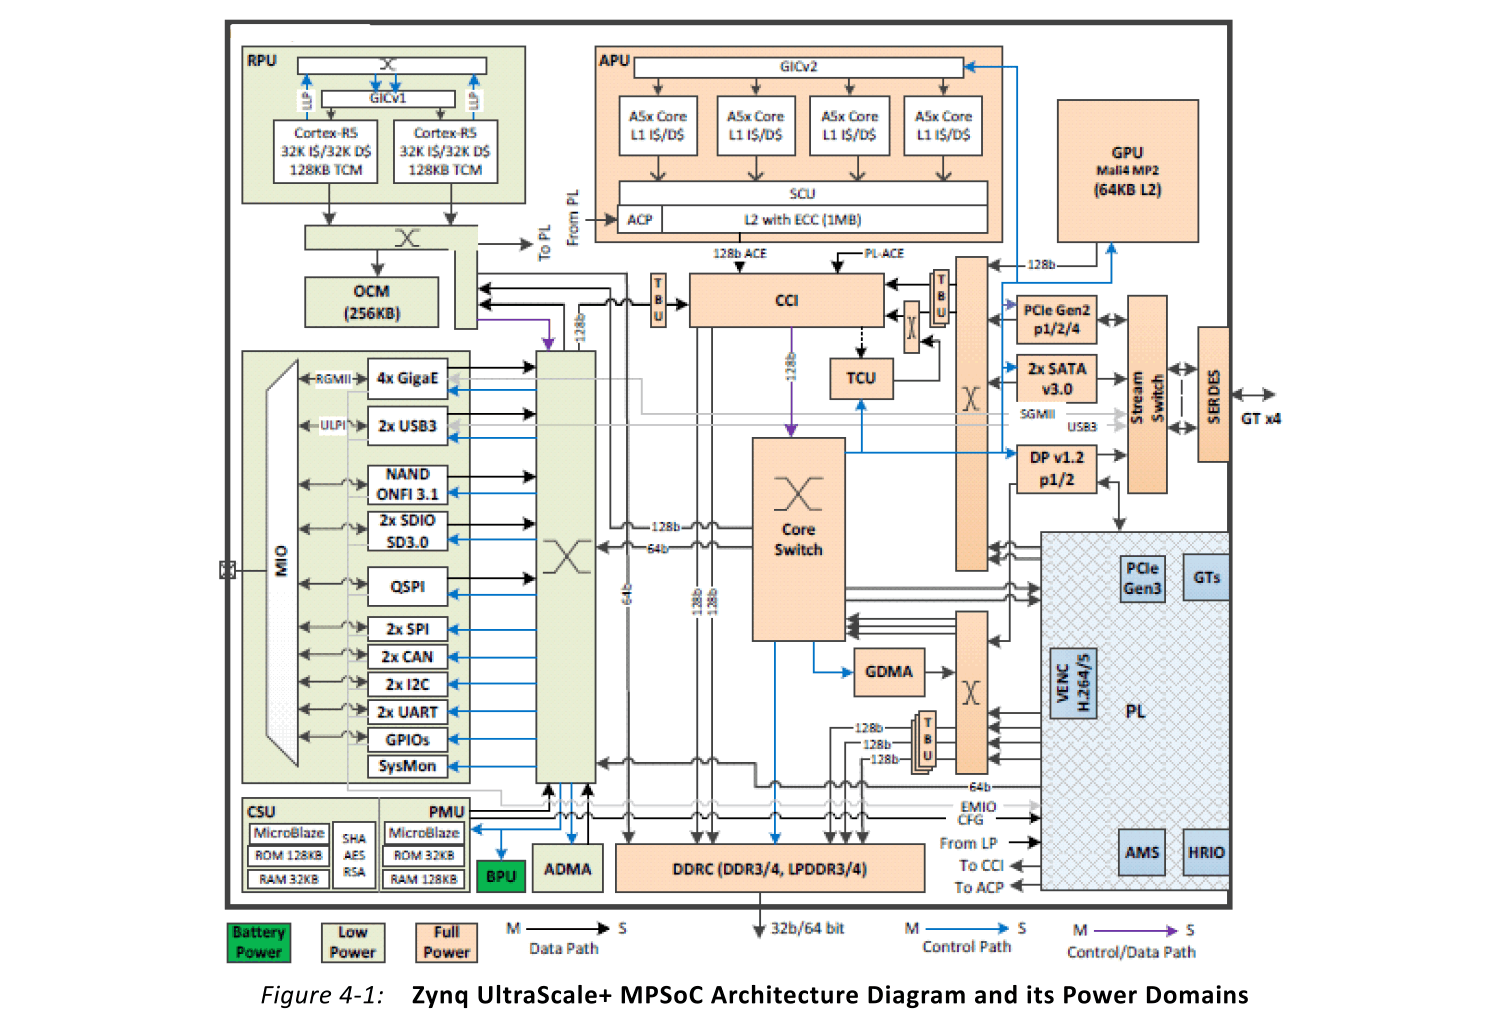 RPU
LLP
GICv1
LLP
Cortex-R5
32K I$/32K D$
128KB TCM
Cortex-R5
32K I$/32K D$
128KB TCM
To PL
OCM
(256KB)
APU
GICv2
A5x Core
L1 I$/D$
A5x Core
L1 I$/D$
A5x Core
L1 I$/D$
A5x Core
L1 I$/D$
SCU
From PL
ACP
L2 with ECC (1MB)
128b ACE
PL-ACE
GPU
Mali4 MP2
(64KB L2)
128b
TBU
CCI
TBU
128b
128b
TCU
PCIe Gen2
p1/2/4
2x SATA
v3.0
SGMII
USB3
DP v1.2
p1/2
Stream
Switch
SERDES
GT x4
MIO
RGMII
4x GigaE
ULPI
2x USB3
NAND
ONFI 3.1
2x SDIO
SD3.0
QSPI
2x SPI
2x CAN
2x I2C
2x UART
GPIOs
SysMon
Core
Switch
128b
64b
64b
128b
128b
GDMA
TBU
128b
128b
128b
PCIe
Gen3
GTs
VENC
H.264/5
PL
AMS
HRIO
64b
EMIO
CFG
From LP
To CCI
To ACP
CSU
MicroBlaze
ROM 128KB
RAM 32KB
SHA
AES
RSA
PMU
MicroBlaze
ROM 32KB
RAM 128KB
BPU
ADMA
DDRC (DDR3/4, LPDDR3/4)
32b/64 bit
Battery
Power
Low
Power
Full
Power
M S
Data Path
M S
Control Path
M S
Control/Data Path
Figure 4-1: Zynq UltraScale+ MPSoC Architecture Diagram and its Power Domains